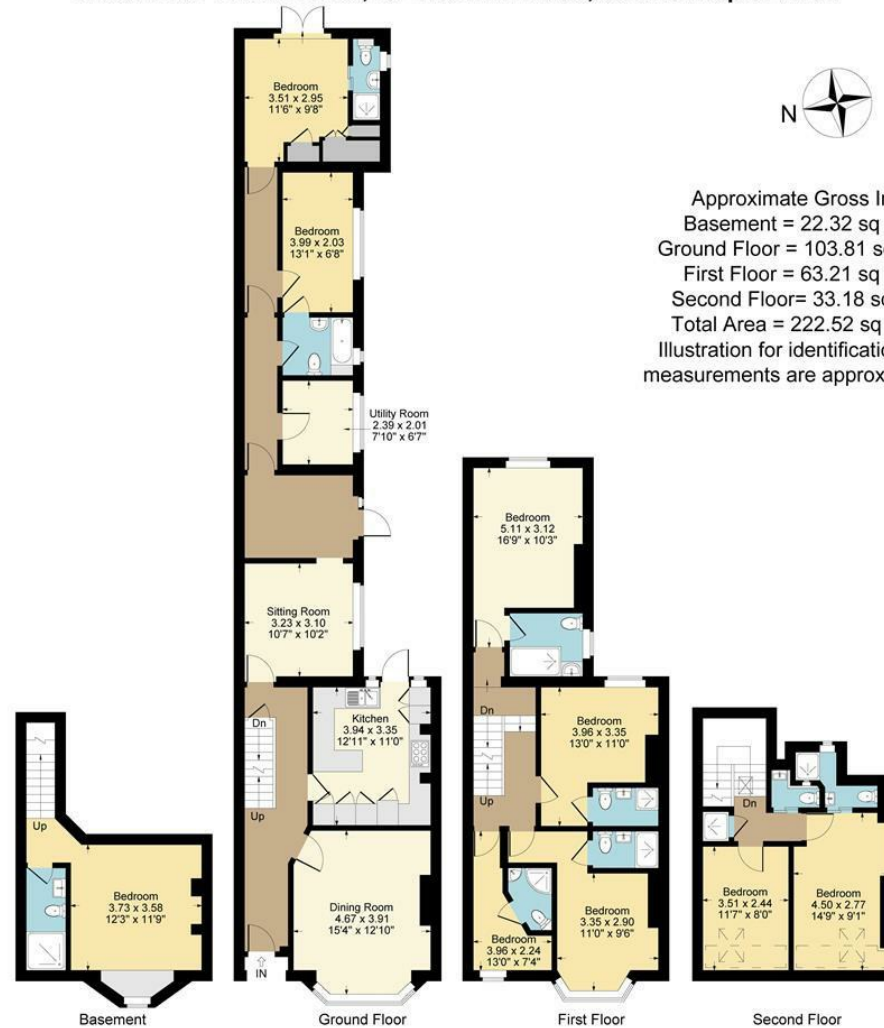 N
Approximate Gross
Basement = 22.32 sq
Ground Floor = 103.81
First Floor = 63.21 sq
Second Floor= 33.18
Total Area = 222.52 sq
Illustration for
measurements are
Bedroom
3.51 x 2.95
11'6" x 9'8"
Bedroom
3.99 x 2.03
13'1" x 6'8"
Utility Room
2.39 x 2.01
7'10" x 6'7"
Sitting Room
3.23 x 3.10
10'7" x 10'2"
Dn
Up
Kitchen
3.94 x 3.35
12'11" x 11'0"
Dining Room
4.67 x 3.91
15'4" x 12'10"
IN
Ground Floor
Up
Bedroom
3.73 x 3.58
12'3" x 11'9"
Basement
Bedroom
5.11 x 3.12
16'9" x 10'3"
Dn
Up
Bedroom
3.96 x 3.35
13'0" x 11'0"
Bedroom
3.35 x 2.90
11'0" x 9'6"
Bedroom
3.96 x 2.24
13'0" x 7'4"
First Floor
Dn
Bedroom
3.51 x 2.44
11'7" x 8'0"
Bedroom
4.50 x 2.77
14'9" x 9'1"
Second Floor